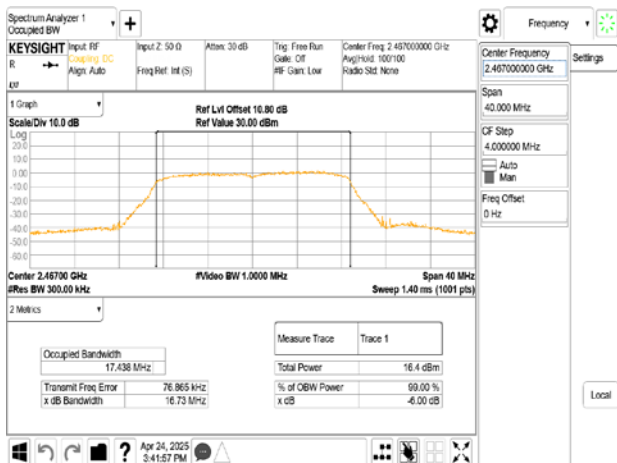 Spectrum Analyzer 1
Occupied BW
Frequency
KEYSIGHT
R
Input: RF
Coupling: DC
Align: Auto
Input Z: 50 Ω
Freq Ref: Int (S)
Atten: 30 dB
Trig: Free Run
Gate: Off
#IF Gain: Low
Center Freq: 2.467000000 GHz
Avg|Hold: 100/100
Radio Std: None
Center Frequency
2.467000000 GHz
Settings
Span
40.000 MHz
CF Step
4.000000 MHz
Auto
Man
Freq Offset
0 Hz
1 Graph
Scale/Div 10.0 dB
Ref Lvl Offset 10.80 dB
Ref Value 30.00 dBm
Log
20.0
10.0
0.00
-10.0
-20.0
-30.0
-40.0
-50.0
-60.0
Center 2.46700 GHz
#Video BW 1.0000 MHz
Span 40 MHz
#Res BW 300.00 kHz
Sweep 1.40 ms (1001 pts)
2 Metrics
Occupied Bandwidth
17.438 MHz
Transmit Freq Error 76.865 kHz
x dB Bandwidth 16.73 MHz
Measure Trace Trace 1
Total Power 16.4 dBm
% of OBW Power 99.00 %
x dB -6.00 dB
Local
?
Apr 24, 2025
3:41:57 PM